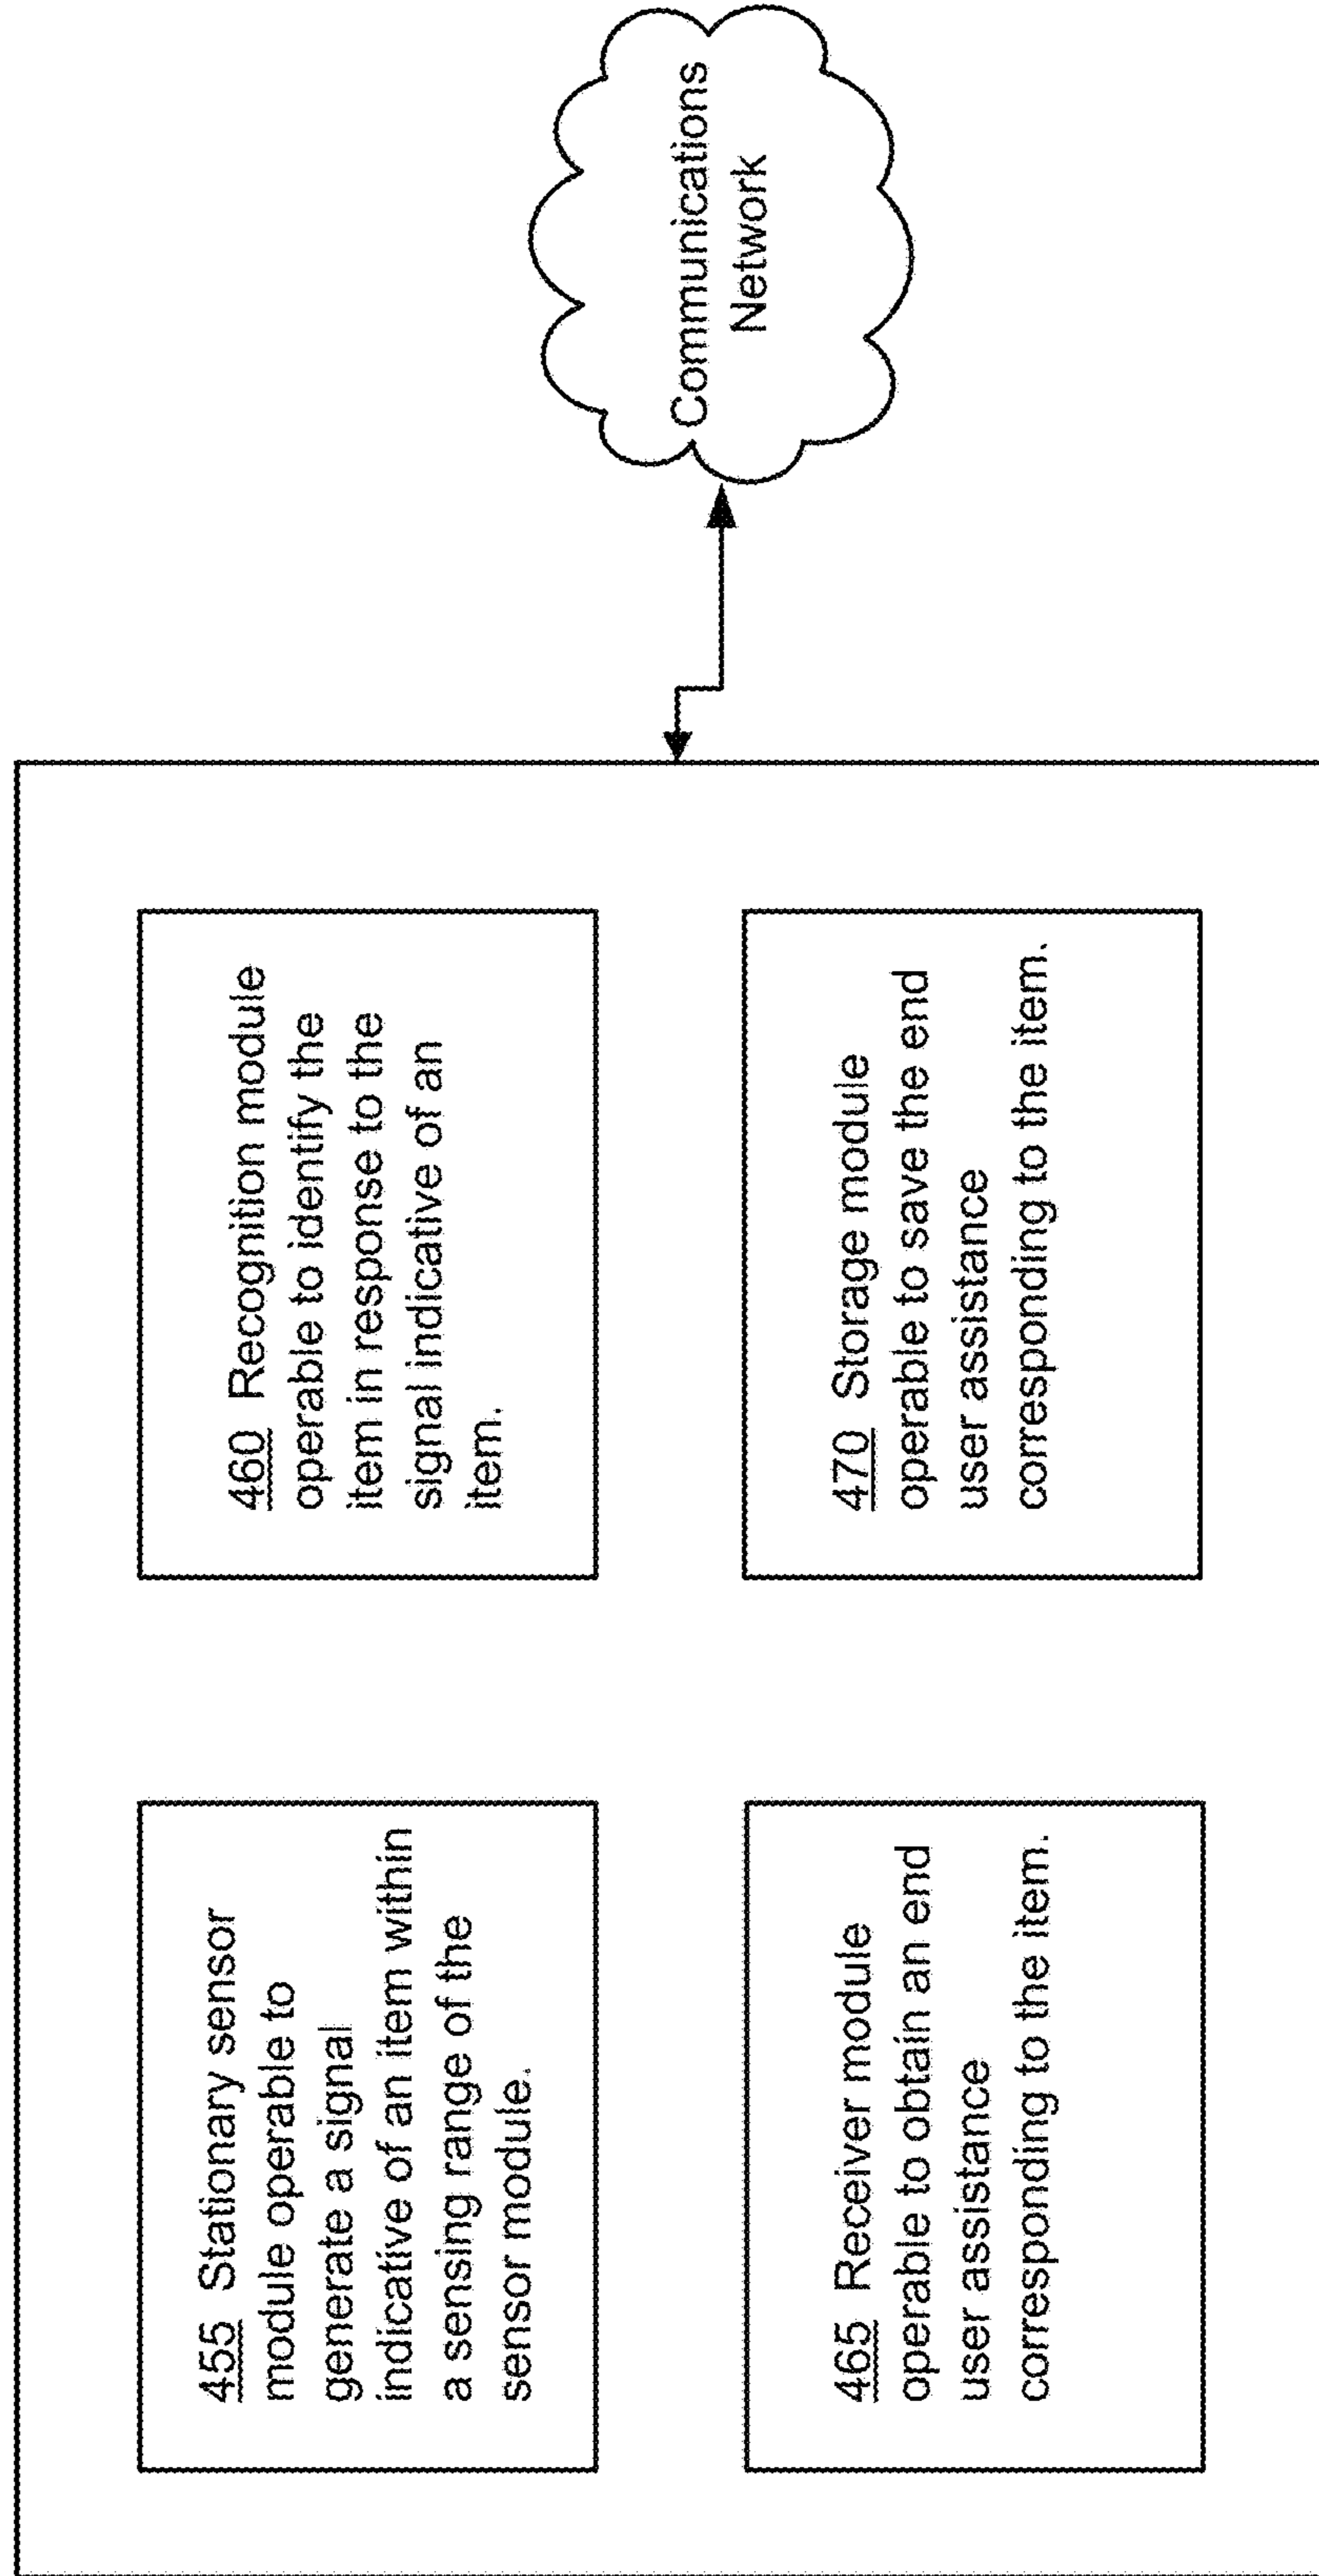 455 Stationary sensor
module operable to
generate a signal
indicative of an item within
a sensing range of the
sensor module.
460 Recognition module
operable to identify the
item in response to the
signal indicative of an
item.
465 Receiver module
operable to obtain an end
user assistance
corresponding to the item.
470 Storage module
operable to save the end
user assistance
corresponding to the item.
Communications
Network